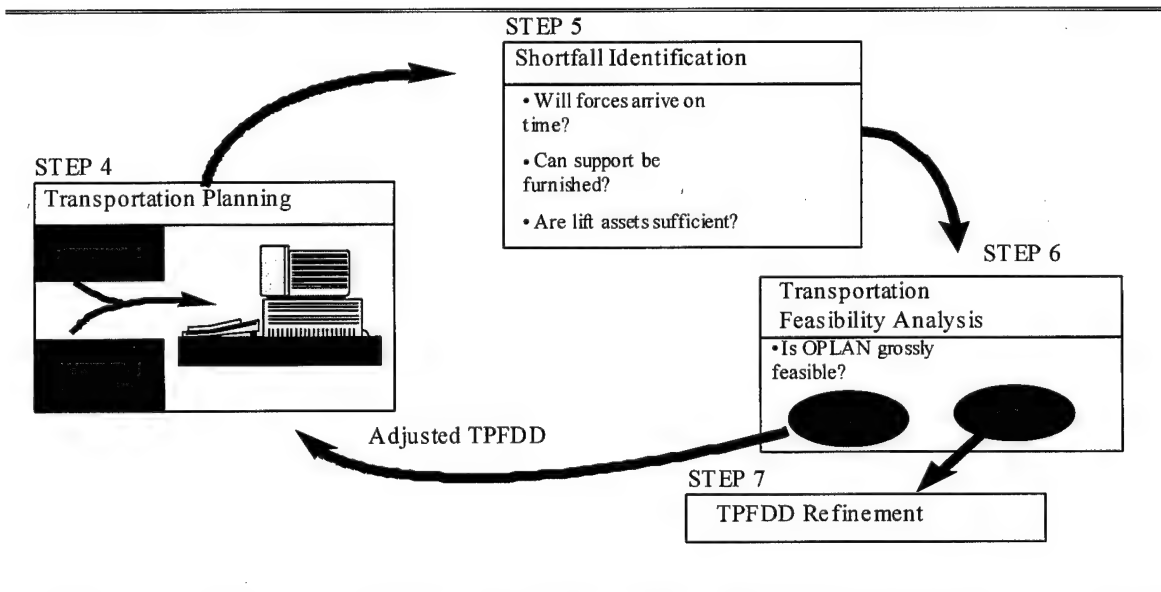 STEP 4
Transportation Planning
STEP 5
Shortfall Identification
• Will forces arrive on
time?
• Can support be
furnished?
• Are lift assets sufficient?
STEP 6
Transportation
Feasibility Analysis
• Is OPLAN grossly
feasible?
Adjusted TPFDD
STEP 7
TPFDD Refinement